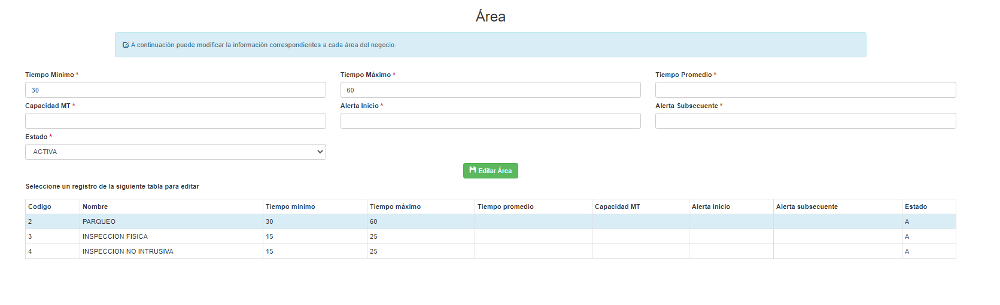 Área
A continuación puede modificar la información correspondientes a cada área del negocio.
Tiempo Minimo * Tiempo Máximo * Tiempo Promedio *
30 60
Capacidad MT * Alerta Inicio * Alerta Subsecuente *
Estado *
ACTIVA
Editar Área
Seleccione un registro de la siguiente tabla para editar
Codigo Nombre Tiempo minimo Tiempo máximo Tiempo promedio Capacidad MT Alerta inicio Alerta subsecuente Estado
2 PARQUEO 30 60 A
3 INSPECCION FISICA 15 25 A
4 INSPECCION NO INTRUSIVA 15 25 A